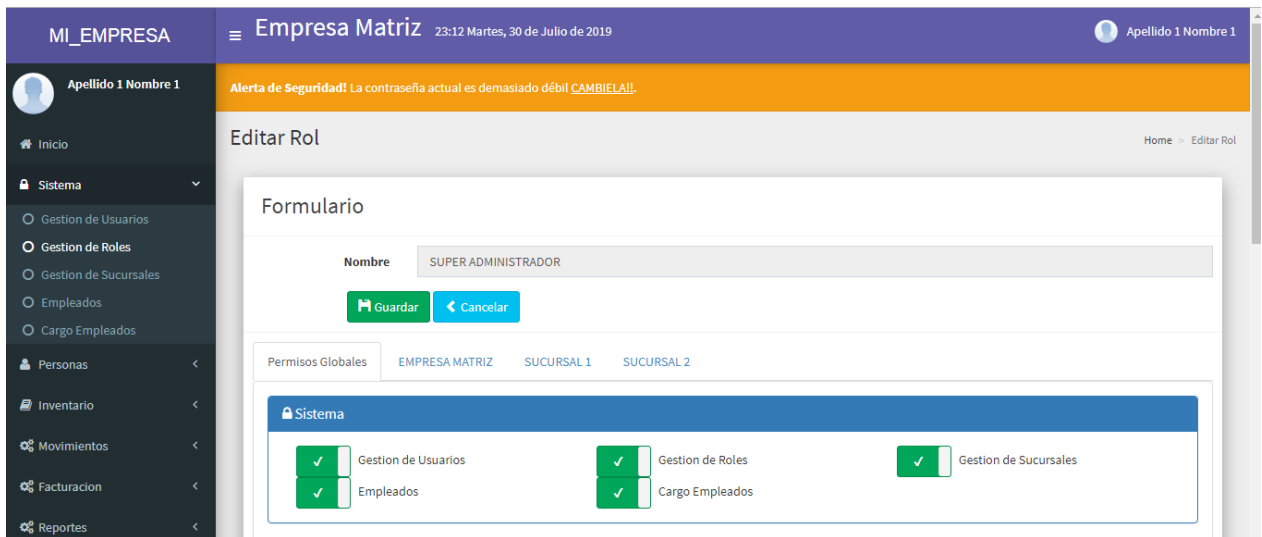 MI_EMPRESA
Empresa Matriz 23:12 Martes, 30 de Julio de 2019
Apellido 1 Nombre 1
Apellido 1 Nombre 1
Alerta de Seguridad! La contraseña actual es demasiado débil CAMBIELA!!.
Inicio
Sistema
Gestion de Usuarios
Gestion de Roles
Gestion de Sucursales
Empleados
Cargo Empleados
Personas
Inventario
Movimientos
Facturacion
Reportes
Editar Rol
Home > Editar Rol
Formulario
Nombre SUPER ADMINISTRADOR
Guardar Cancelar
Permisos Globales EMPRESA MATRIZ SUCURSAL 1 SUCURSAL 2
Sistema
Gestion de Usuarios Gestion de Roles Gestion de Sucursales
Empleados Cargo Empleados